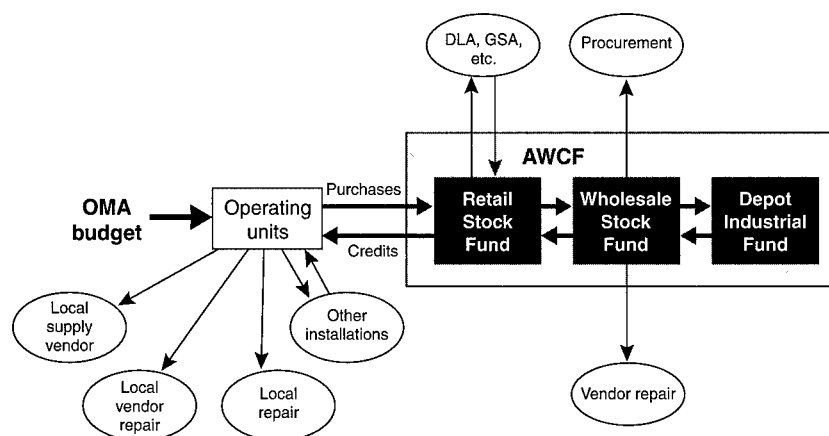 DLA, GSA,
etc.
Procurement
AWCF
OMA
budget
Operating
units
Purchases
Credits
Retail
Stock
Fund
Wholesale
Stock
Fund
Depot
Industrial
Fund
Local
supply
vendor
Local
vendor
repair
Local
repair
Other
installations
Vendor repair